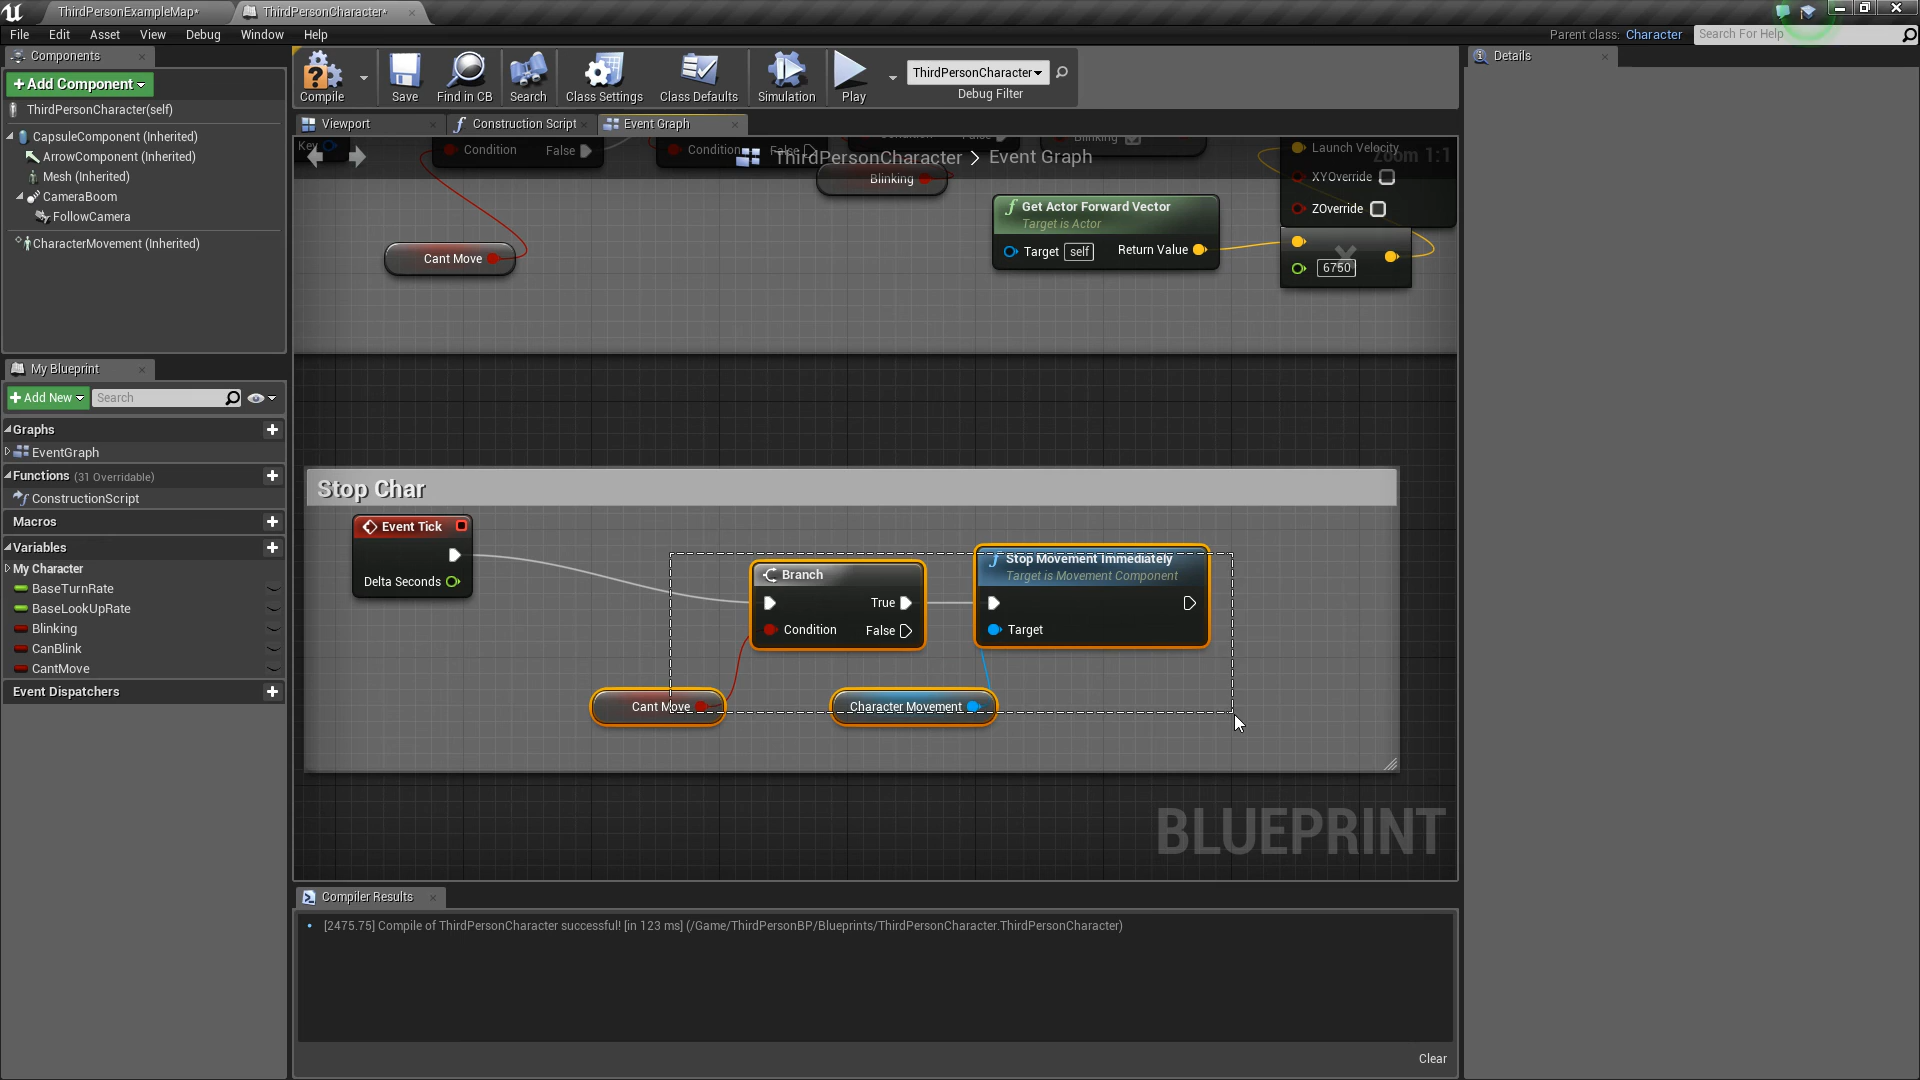 ThirdPersonExampleMap*
ThirdPersonCharacter*
File Edit Asset View Debug Window Help
Parent class: Character
Search For Help
Components
+Add Component
ThirdPersonCharacter(self)
CapsuleComponent (Inherited)
ArrowComponent (Inherited)
Mesh (Inherited)
CameraBoom
FollowCamera
CharacterMovement (Inherited)
My Blueprint
+Add New
Search
Graphs
EventGraph
Functions (31 Overridable)
ConstructionScript
Macros
Variables
My Character
BaseTurnRate
BaseLookUpRate
Blinking
CanBlink
CantMove
Event Dispatchers
Compile
Save
Find in CB
Search
Class Settings
Class Defaults
Simulation
Play
ThirdPersonCharacter
Debug Filter
Viewport
Construction Script
Event Graph
Key
Condition False
Condition False
Condition False
Blinking
ThirdPersonCharacter > Event Graph
Zoom 1:1
Blinking
Cant Move
Get Actor Forward Vector
Target is Actor
Target self Return Value
Launch Velocity
XYOverride
ZOverride
6750
Stop Char
Event Tick
Delta Seconds
Branch
True
Condition False
Stop Movement Immediately
Target is Movement Component
Target
Cant Move
Character Movement
BLUEPRINT
Compiler Results
[2475.75] Compile of ThirdPersonCharacter successful! [in 123 ms] (/Game/ThirdPersonBP/Blueprints/ThirdPersonCharacter.ThirdPersonCharacter)
Clear
Details